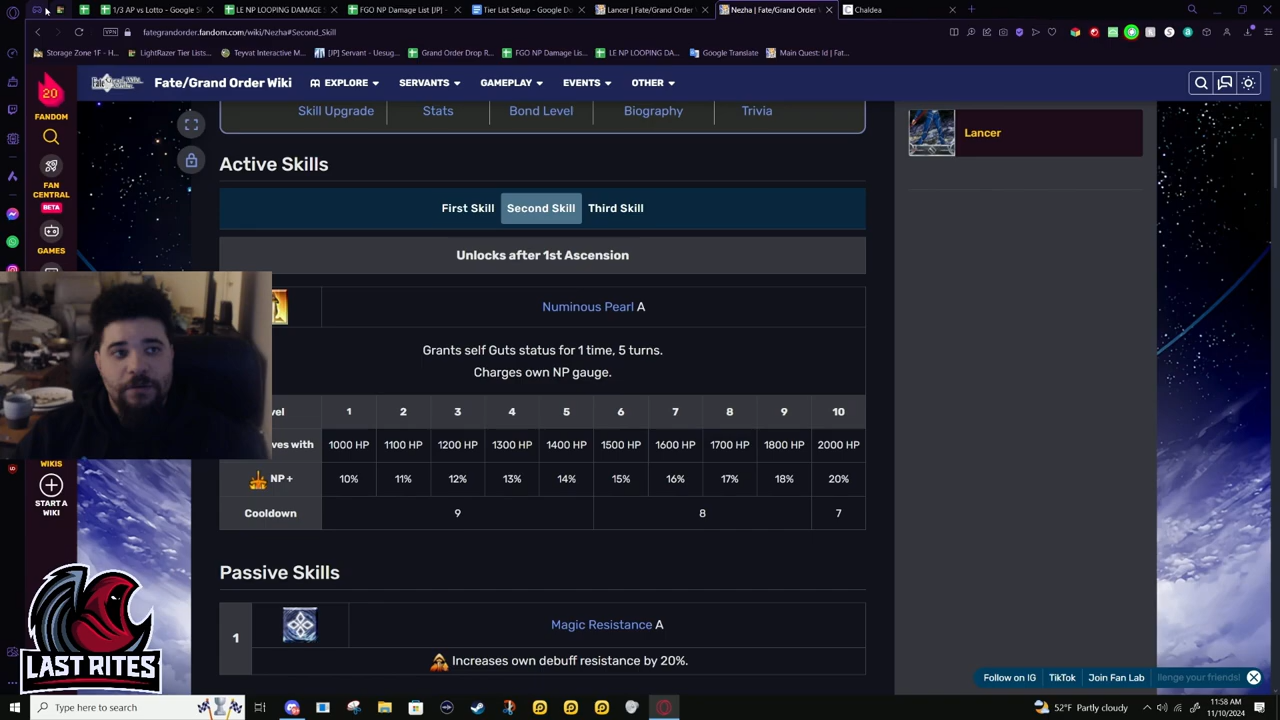 1/3 AP vs Lotto - Google S
LE NP LOOPING DAMAGE S
FGO NP Damage List [JP] -
Tier List Setup - Google Do
Lancer | Fate/Grand Order W
Nezha | Fate/Grand Order
Chaldea
VPN
fategrandorder.fandom.com/wiki/Nezha#Second_Skill
Storage Zone 1F - H...
LightRazer Tier Lists...
Teyvat Interactive M...
[JP] Servant - Uesug...
Grand Order Drop R...
FGO NP Damage Lis...
LE NP LOOPING DA...
Google Translate
Main Quest: Id | Fat...
20
FANDOM
FAN CENTRAL
BETA
GAMES
WIKIS
START A WIKI
Fate/Grand Order Wiki
EXPLORE
SERVANTS
GAMEPLAY
EVENTS
OTHER
Skill Upgrade
Stats
Bond Level
Biography
Trivia
Lancer
Active Skills
First Skill
Second Skill
Third Skill
Unlocks after 1st Ascension
Numinous Pearl A
Grants self Guts status for 1 time, 5 turns.
Charges own NP gauge.
vel 1 2 3 4 5 6 7 8 9 10
ves with 1000 HP 1100 HP 1200 HP 1300 HP 1400 HP 1500 HP 1600 HP 1700 HP 1800 HP 2000 HP
NP + 10% 11% 12% 13% 14% 15% 16% 17% 18% 20%
Cooldown 9 8 7
Passive Skills
1
Magic Resistance A
Increases own debuff resistance by 20%.
LAST RITES
Follow on IG
TikTok
Join Fan Lab
llenge your friends!
Type here to search
52°F Partly cloudy
11:58 AM
11/10/2024